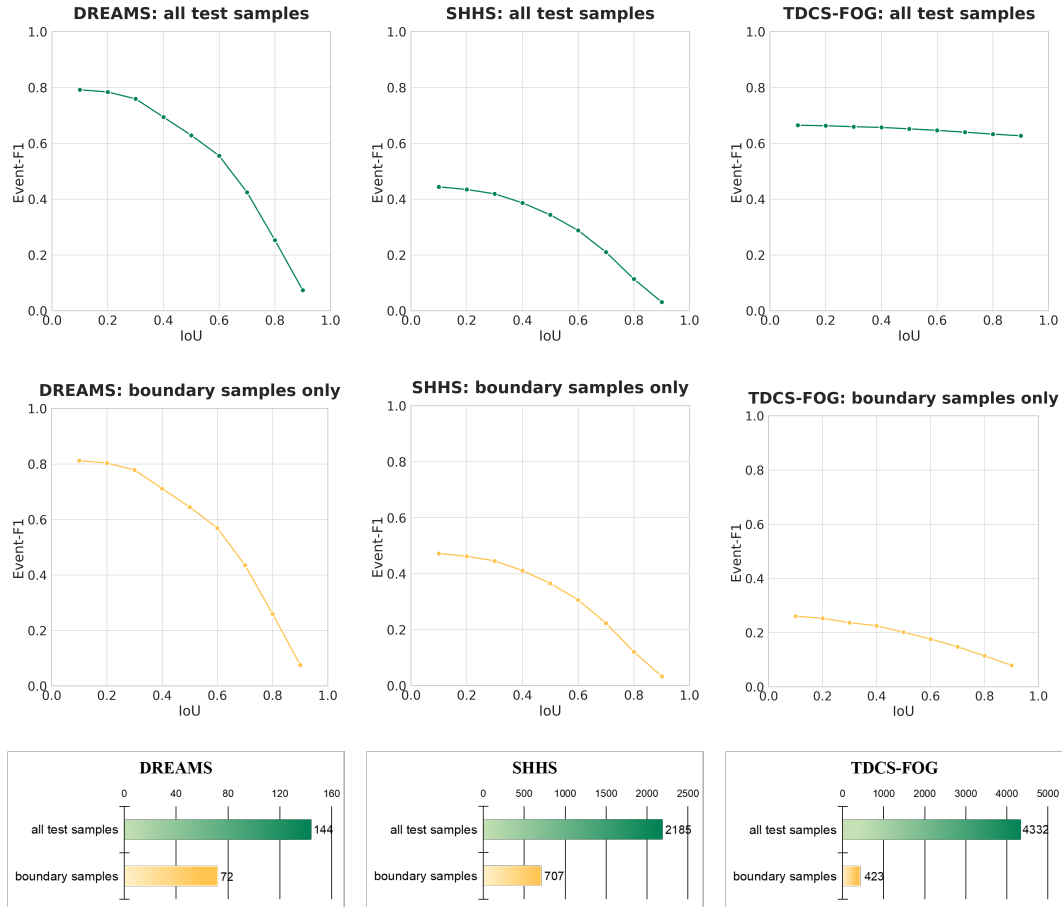 DREAMS: all test samples
SHHS: all test samples
TDCS-FOG: all test samples
1.0
0.8
0.6
0.4
0.2
0.0
Event-F1
0.0 0.2 0.4 0.6 0.8 1.0
IoU
1.0
0.8
0.6
0.4
0.2
0.0
Event-F1
0.0 0.2 0.4 0.6 0.8 1.0
IoU
1.0
0.8
0.6
0.4
0.2
0.0
Event-F1
0.0 0.2 0.4 0.6 0.8 1.0
IoU
DREAMS: boundary samples only
SHHS: boundary samples only
TDCS-FOG: boundary samples only
1.0
0.8
0.6
0.4
0.2
0.0
Event-F1
0.0 0.2 0.4 0.6 0.8 1.0
IoU
1.0
0.8
0.6
0.4
0.2
0.0
Event-F1
0.0 0.2 0.4 0.6 0.8 1.0
IoU
1.0
0.8
0.6
0.4
0.2
0.0
Event-F1
0.0 0.2 0.4 0.6 0.8 1.0
IoU
DREAMS
0 40 80 120 160
all test samples 144
boundary samples 72
SHHS
0 500 1000 1500 2000 2500
all test samples 2185
boundary samples 707
TDCS-FOG
0 1000 2000 3000 4000 5000
all test samples 4332
boundary samples 423